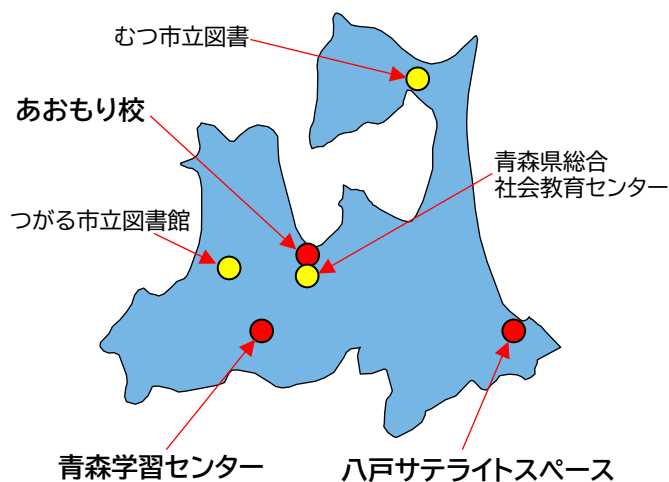 むつ市立図書
あおもり校
青森県総合
社会教育センター
つがる市立図書館
青森学習センター
八戸サテライトスペース